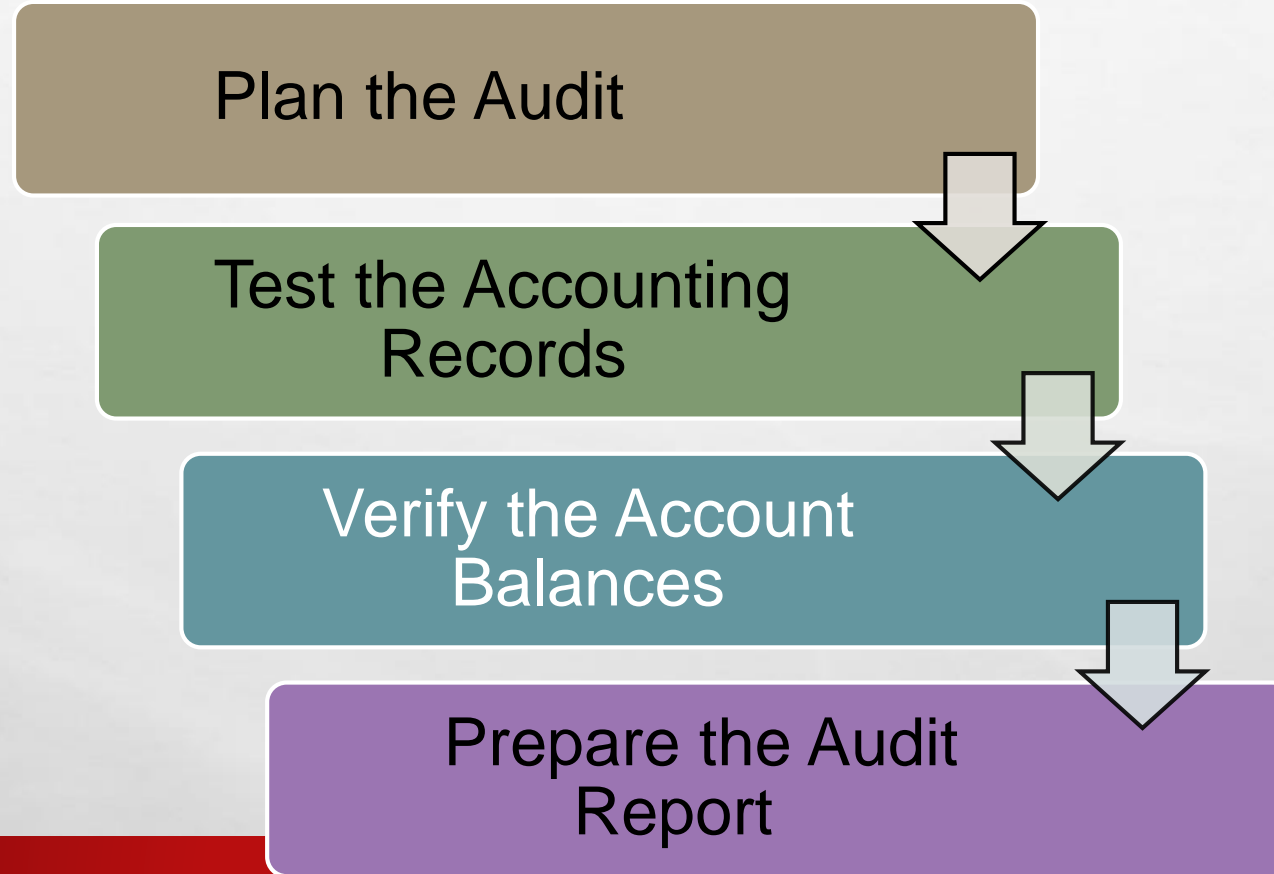 Plan the Audit
Test the Accounting
Records
Verify the Account
Balances
Prepare the Audit
Report